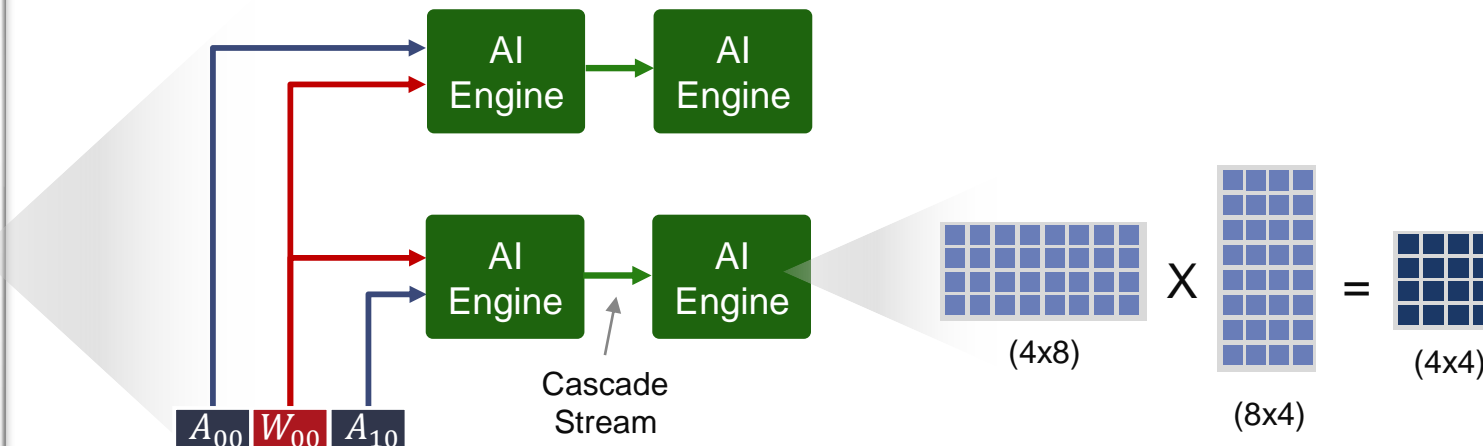 AI
Engine
AI
Engine
AI
Engine
AI
Engine
X
=
(4x8)
(4x4)
(8x4)
Cascade
Stream
A₀₀ W₀₀ A₁₀